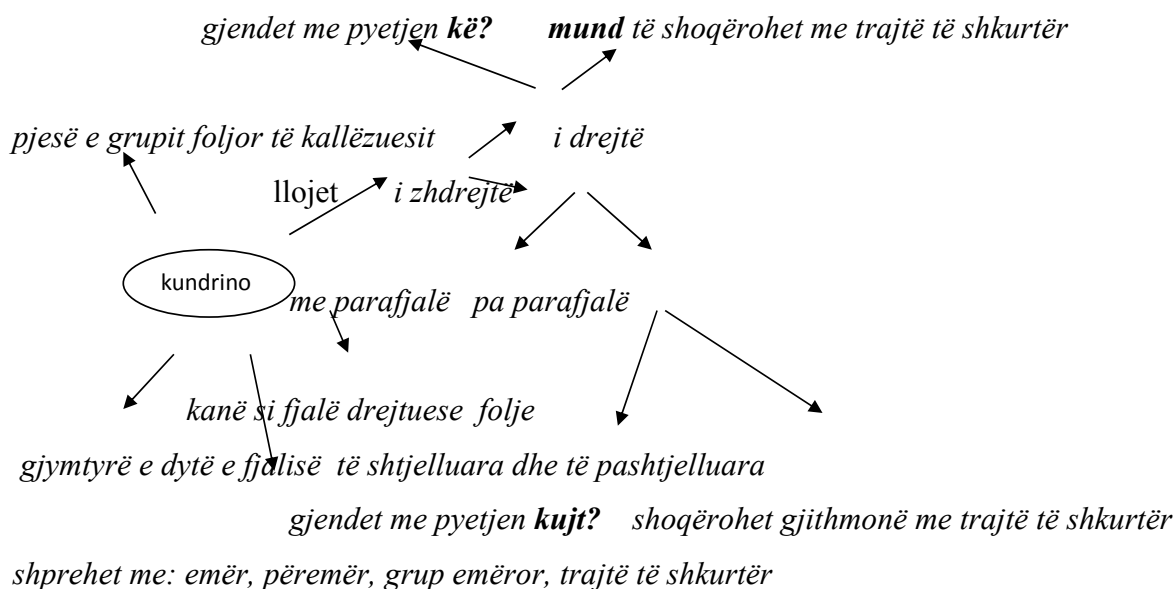 gjendet me pyetjen kë? mund të shoqërohet me trajtë të shkurtër
pjesë e grupit foljor të kallëzuesit i drejtë
llojet i zhdrejtë
kundrino
me parafjalë pa parafjalë
kanë si fjalë drejtuese folje
gjymtyrë e dytë e fjalisë të shtjelluara dhe të pashtjelluara
gjendet me pyetjen kujt? shoqërohet gjithmonë me trajtë të shkurtër
shprehet me: emër, përemër, grup emëror, trajtë të shkurtër